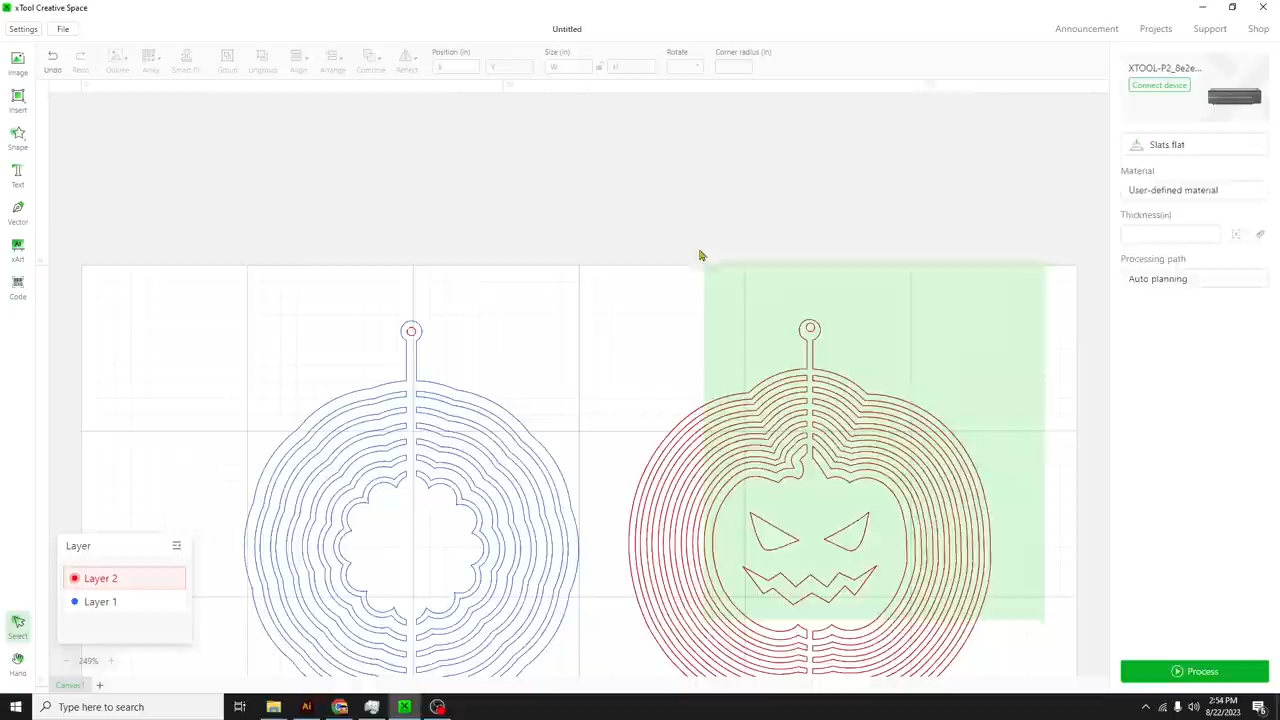 xTool Creative Space
Settings
File
Untitled
Announcement
Projects
Support
Shop
Image
Insert
Shape
Text
Vector
xArt
Code
Select
Hand
Undo
Redo
Outline
Array
Smart Fill
Group
Ungroup
Align
Arrange
Combine
Reflect
Position (in)
X
Y
Size (in)
W
H
Rotate
°
Corner radius (in)
XTOOL-P2_8e2e...
Connect device
Slats flat
Material
User-defined material
Thickness(in)
Processing path
Auto planning
Layer
Layer 2
Layer 1
249%
Canvas1
Process
AI
Ai
Type here to search
2:54 PM
8/22/2023